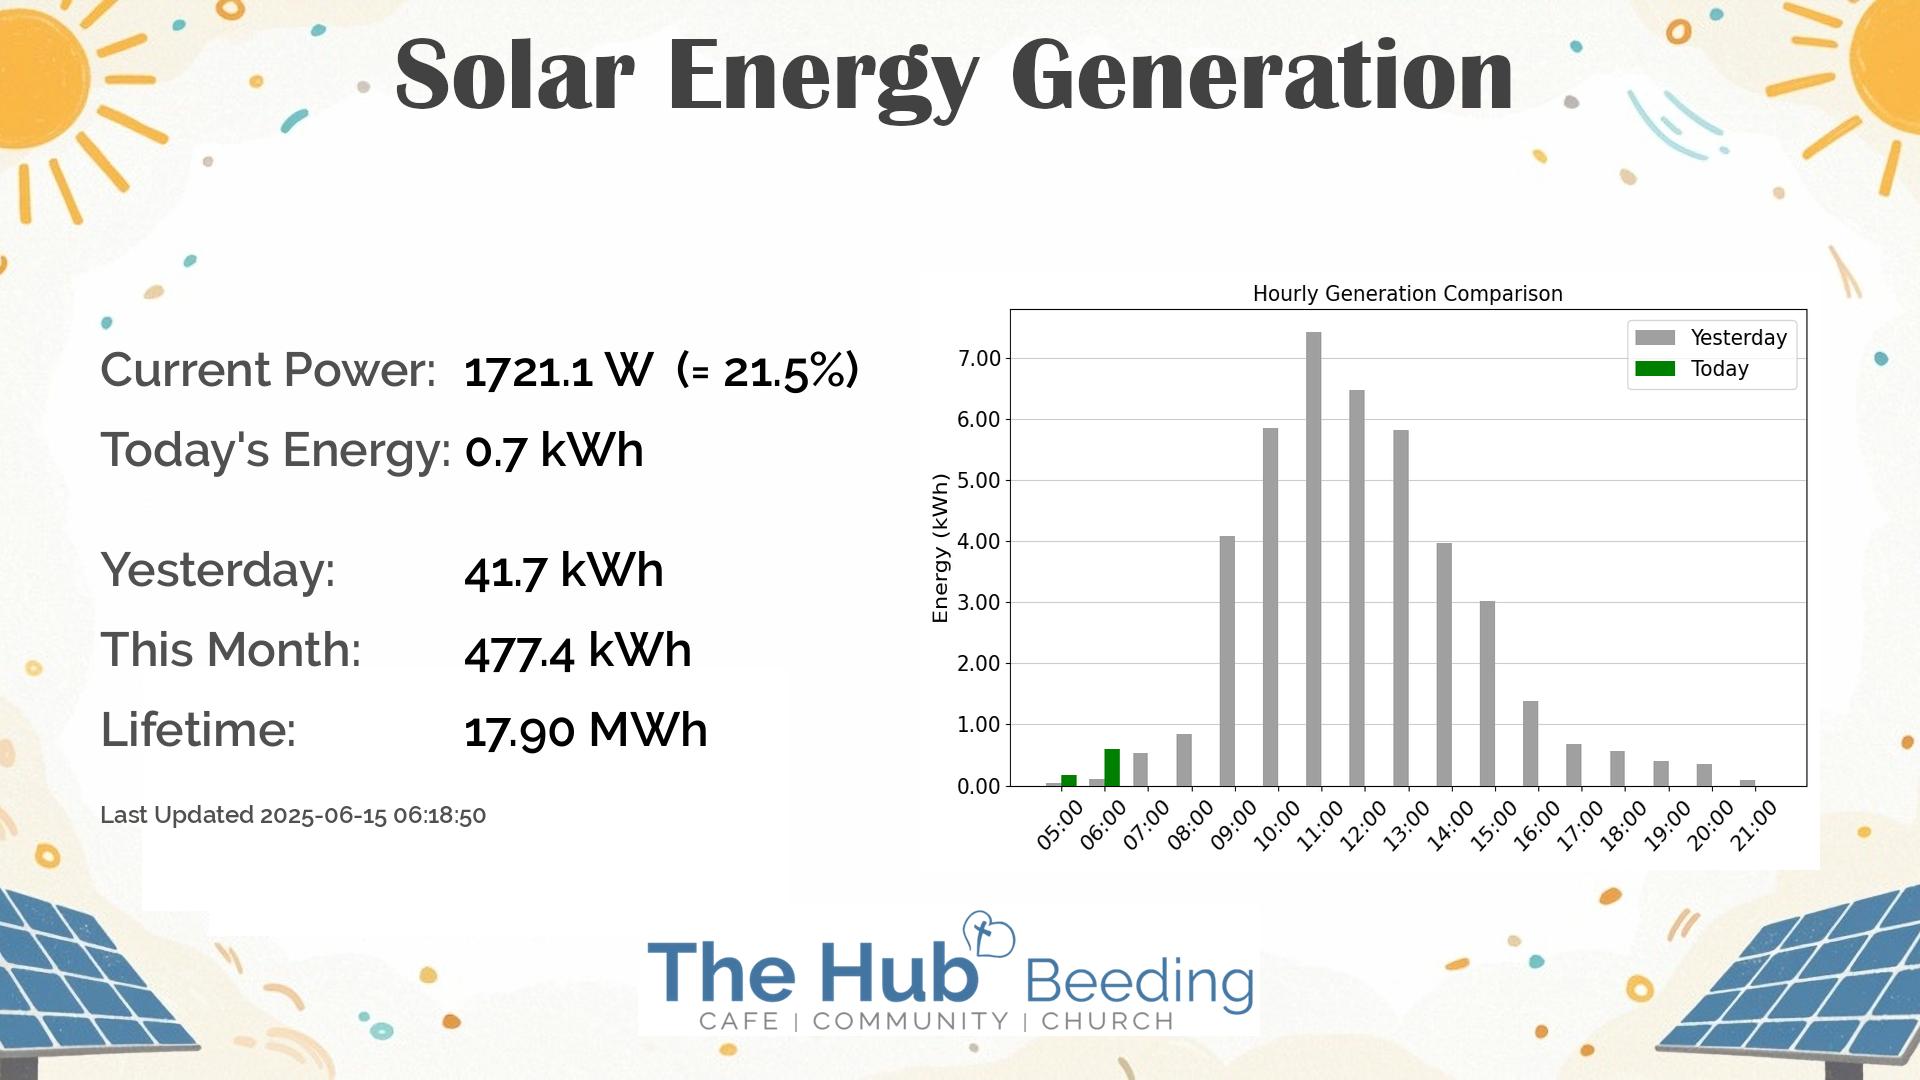 Solar Energy Generation
Current Power: 1721.1 W (= 21.5%)
Today's Energy: 0.7 kWh
Yesterday: 41.7 kWh
This Month: 477.4 kWh
Lifetime: 17.90 MWh
Last Updated 2025-06-15 06:18:50
Hourly Generation Comparison
Yesterday
Today
Energy (kWh)
7.00
6.00
5.00
4.00
3.00
2.00
1.00
0.00
05:00 06:00 07:00 08:00 09:00 10:00 11:00 12:00 13:00 14:00 15:00 16:00 17:00 18:00 19:00 20:00 21:00
The Hub Beeding
CAFE | COMMUNITY | CHURCH